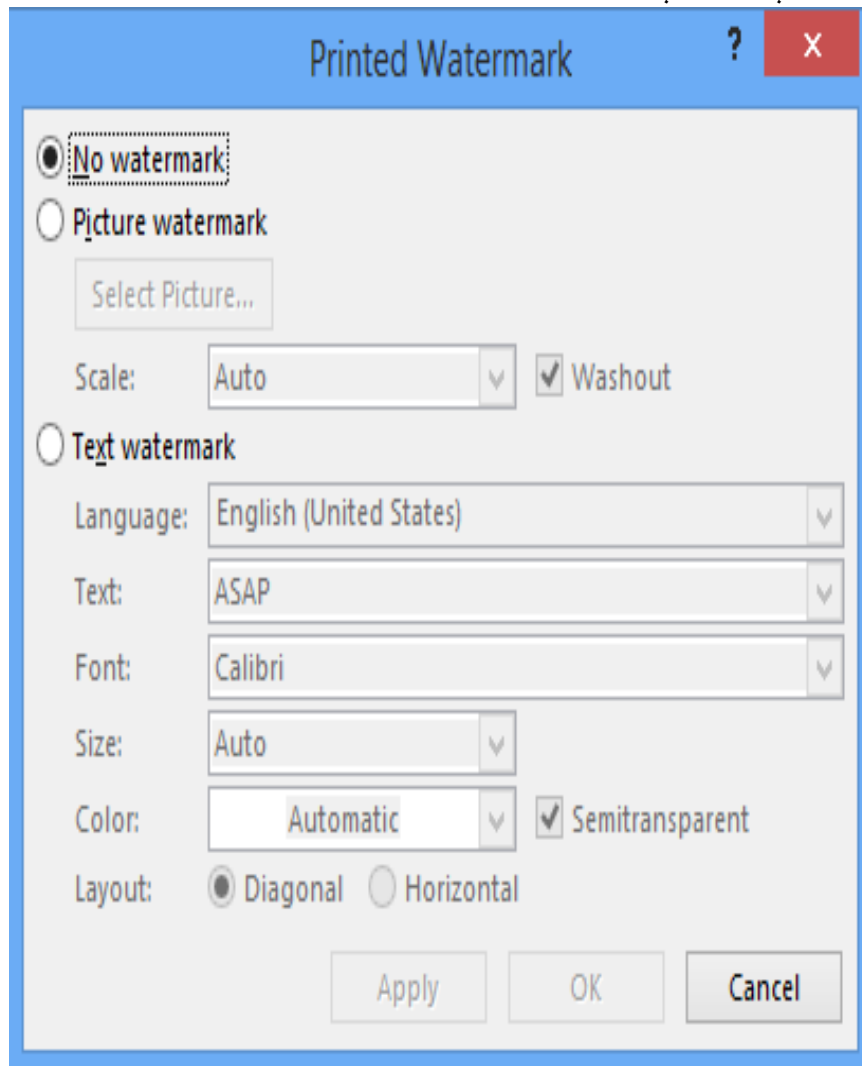 Printed Watermark ? x
No watermark
Picture watermark
Select Picture...
Scale: Auto Washout
Text watermark
Language: English (United States)
Text: ASAP
Font: Calibri
Size: Auto
Color: Automatic Semitransparent
Layout: Diagonal Horizontal
Apply OK Cancel